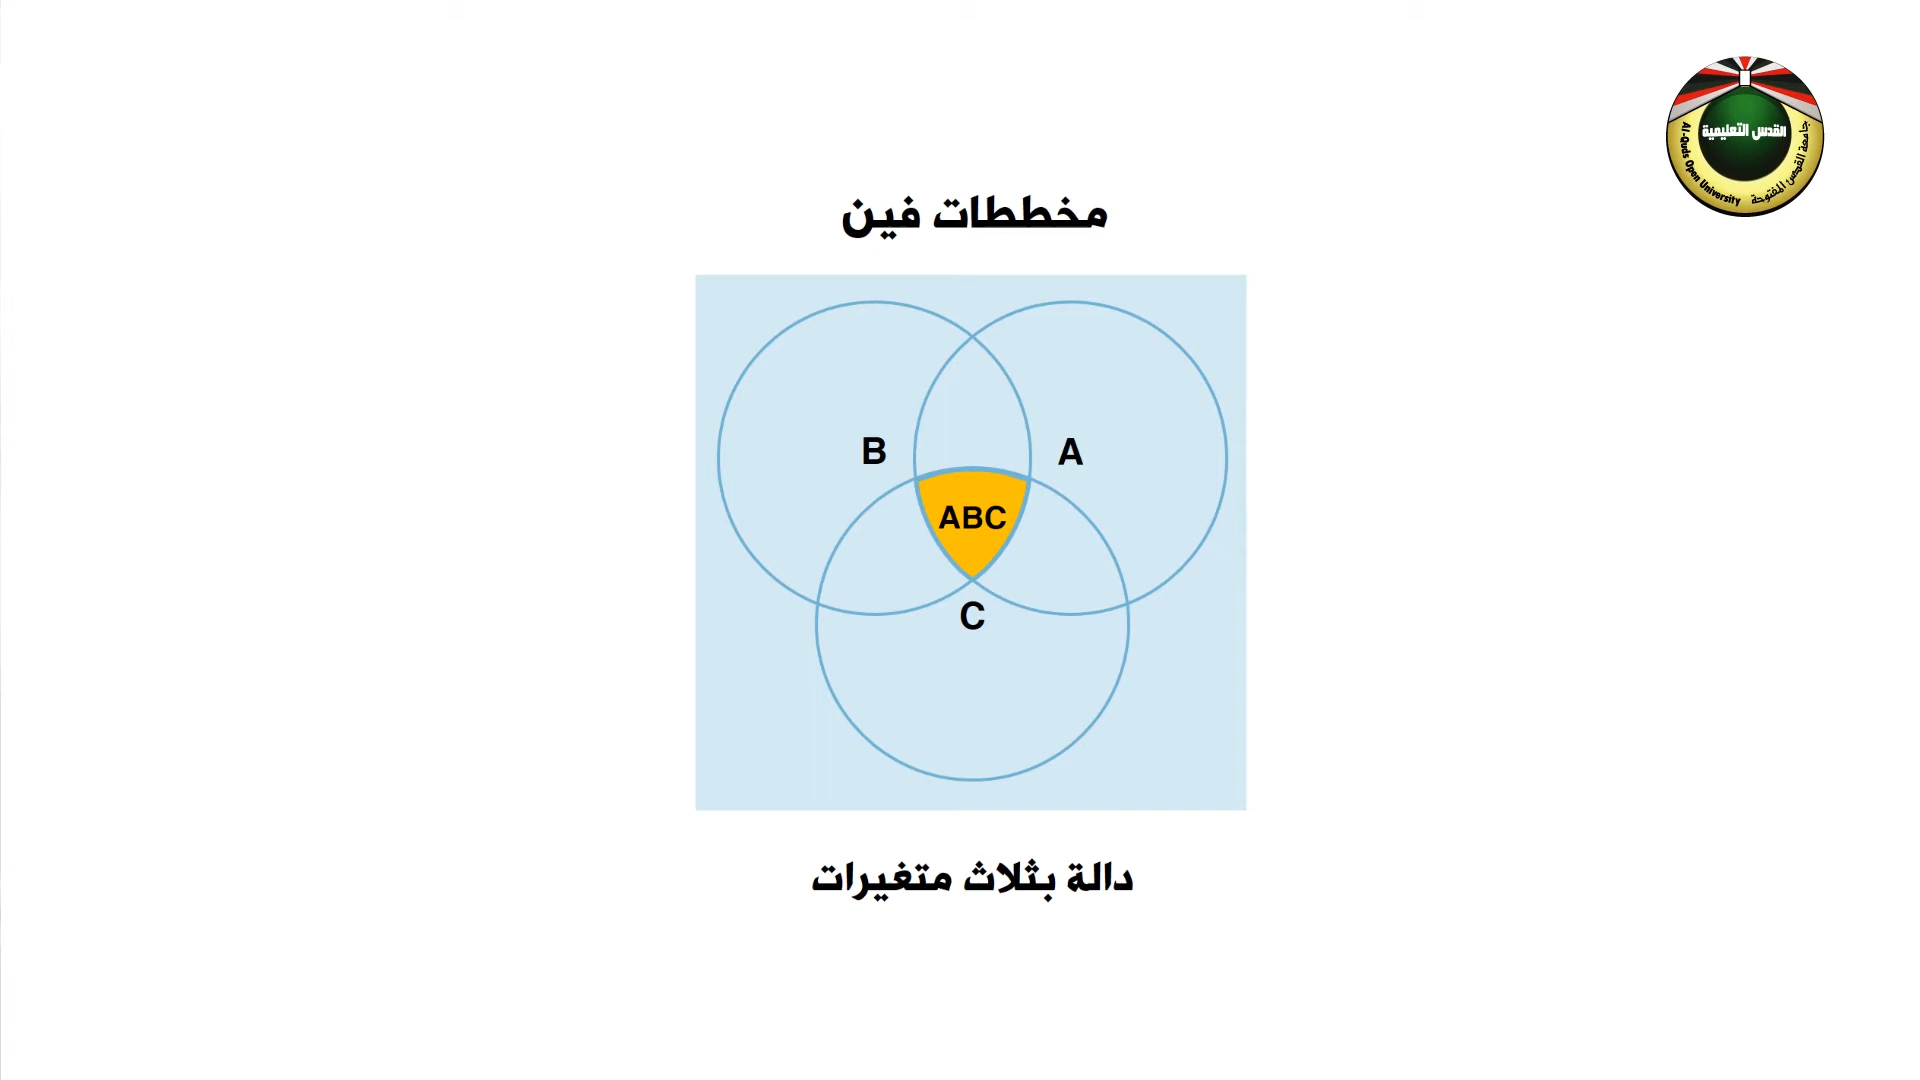 القدس التعليمية
جامعة القدس المفتوحة
Al-Quds Open University
مخططات فين
B
A
ABC
C
دالة بثلاث متغيرات